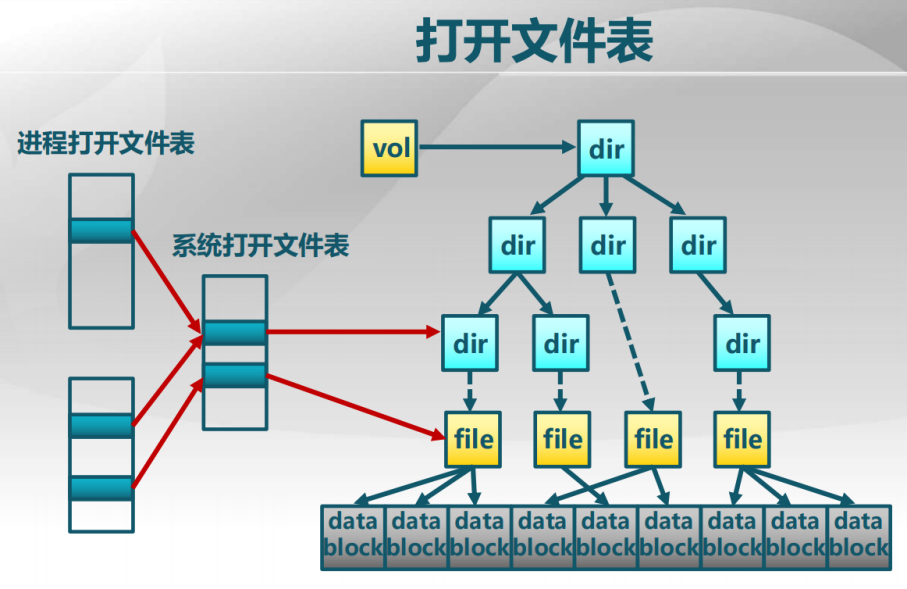 打开文件表
进程打开文件表
系统打开文件表
vol
dir
dir
dir
dir
dir
dir
dir
file
file
file
file
data block
data block
data block
data block
data block
data block
data block
data block
data block